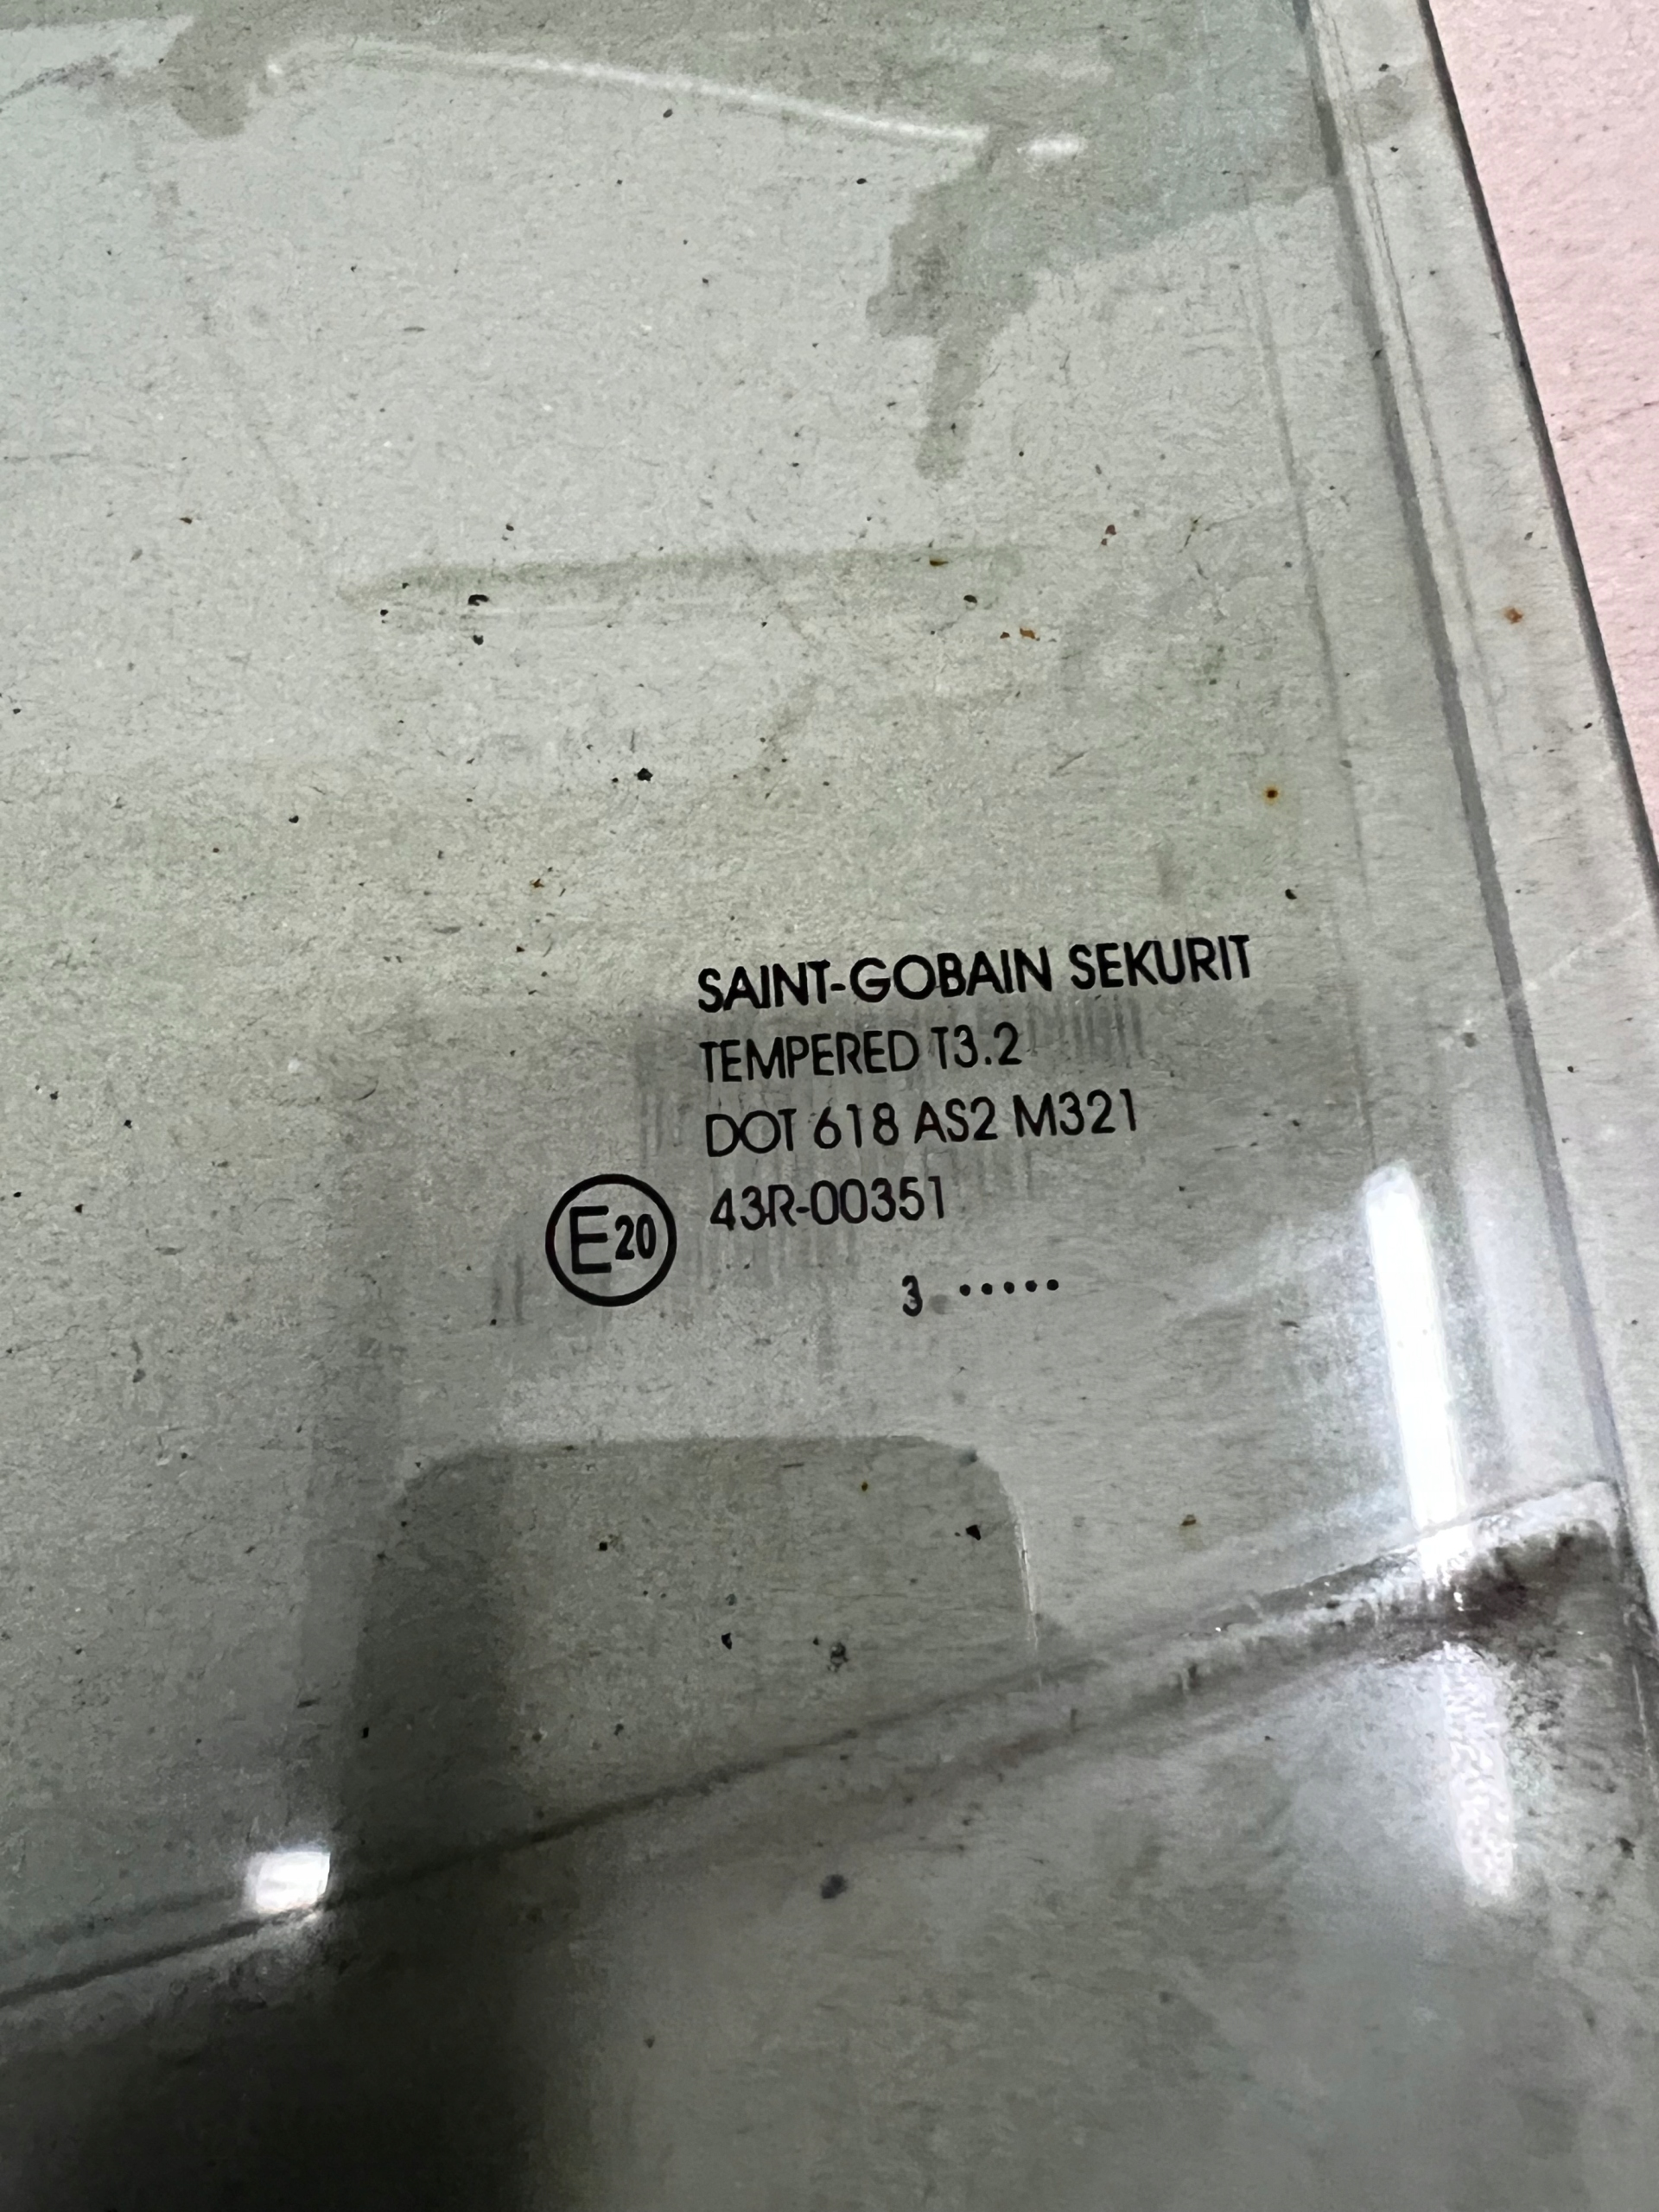 SAINT-GOBAIN SEKURIT
TEMPERED T3.2
DOT 618 AS2 M321
43R-00351
E20
3 .....